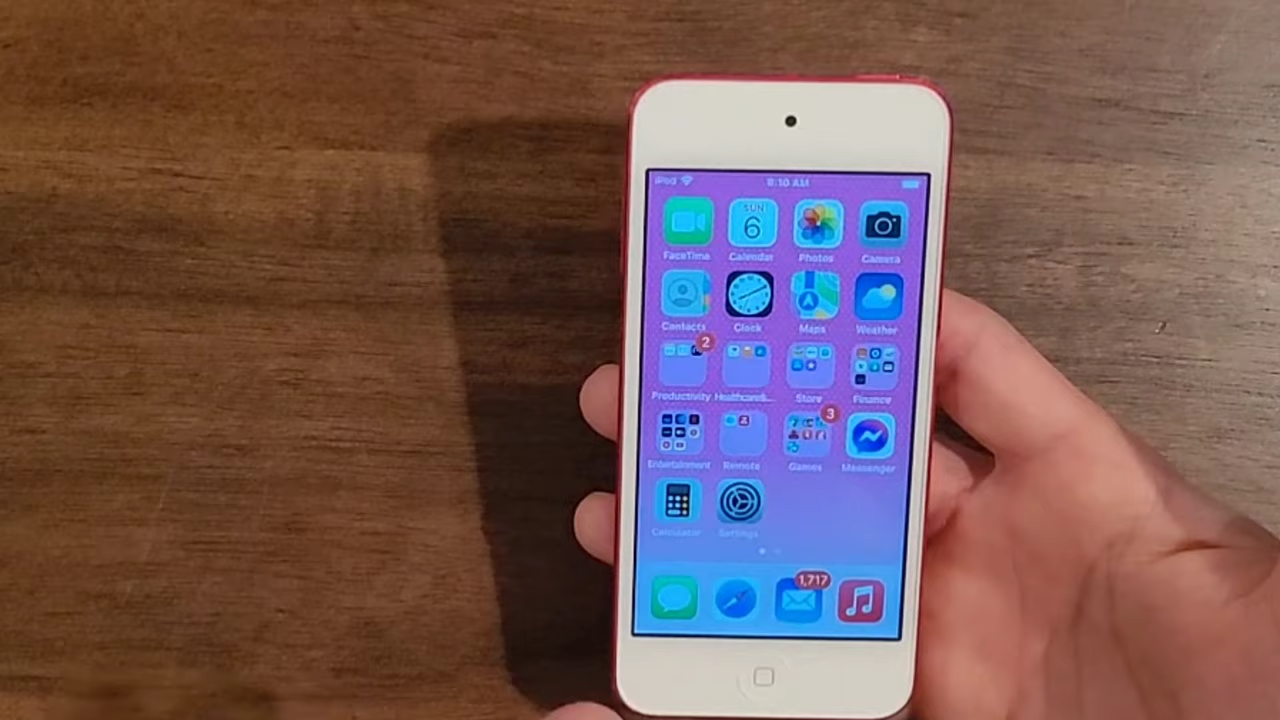 iPod 8:10 AM
SUN
6
FaceTime Calendar Photos Camera
Contacts Clock Maps Weather
2
Productivity Healthcare&... Store Finance
3
Entertainment Remote Games Messenger
Calculator Settings
1,717